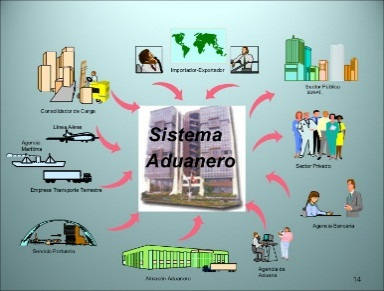 Importador-Exportador
Consolidador de Carga
Sector Público
Línea Aérea
Agencia
Marítima
Sistema
Aduanero
Sector Privado
Empresa Transporte Terrestre
Agencia Bancaria
Servicio Portuario
Almacén Aduanero
Agencia de
Aduana
14